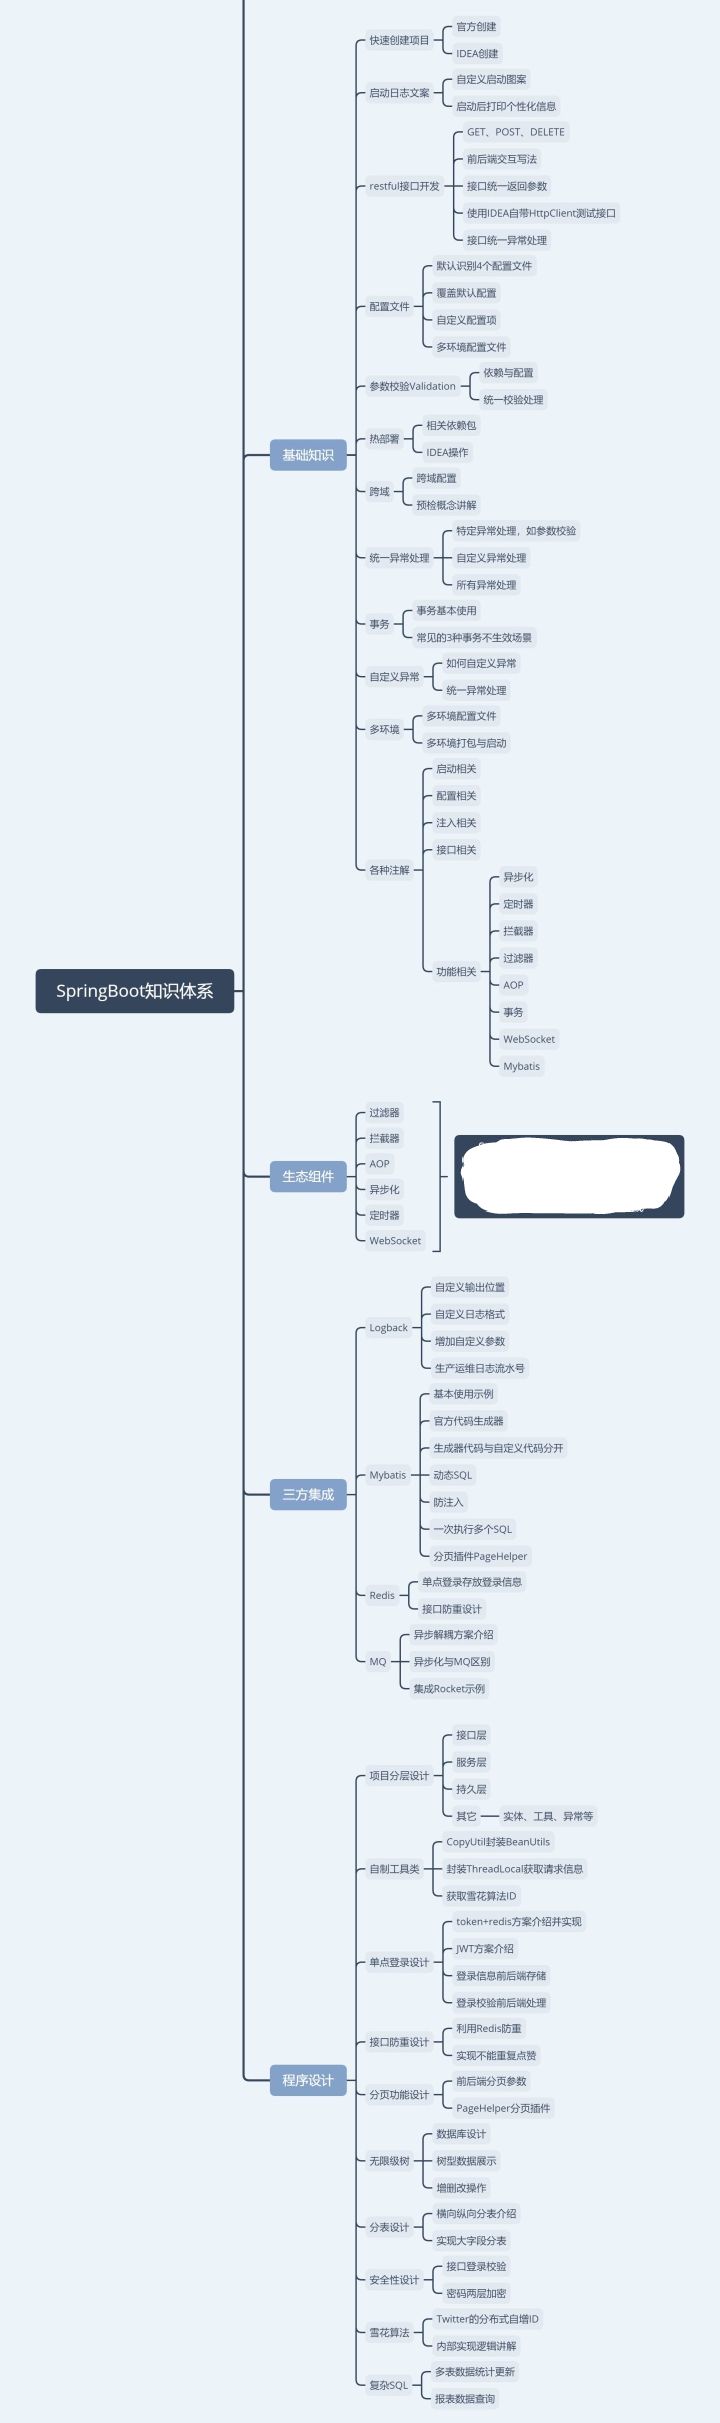 SpringBoot知识体系
基础知识
快速创建项目
官方创建
IDEA创建
启动日志文案
自定义启动图案
启动后打印个性化信息
restful接口开发
GET、POST、DELETE
前后端交互写法
接口统一返回参数
使用IDEA自带HttpClient测试接口
接口统一异常处理
配置文件
默认识别4个配置文件
覆盖默认配置
自定义配置项
多环境配置文件
参数校验Validation
依赖与配置
统一校验处理
热部署
相关依赖包
IDEA操作
跨域
跨域配置
预检概念讲解
统一异常处理
特定异常处理，如参数校验
自定义异常处理
所有异常处理
事务
事务基本使用
常见的3种事务不生效场景
自定义异常
如何自定义异常
统一异常处理
多环境
多环境配置文件
多环境打包与启动
各种注解
启动相关
配置相关
注入相关
接口相关
功能相关
异步化
定时器
拦截器
过滤器
AOP
事务
WebSocket
Mybatis
生态组件
过滤器
拦截器
AOP
异步化
定时器
WebSocket
三方集成
Logback
自定义输出位置
自定义日志格式
增加自定义参数
生产运维日志流水号
Mybatis
基本使用示例
官方代码生成器
生成器代码与自定义代码分开
动态SQL
防注入
一次执行多个SQL
分页插件PageHelper
Redis
单点登录存放登录信息
接口防重设计
MQ
异步解耦方案介绍
异步化与MQ区别
集成Rocket示例
程序设计
项目分层设计
接口层
服务层
持久层
其它
实体、工具、异常等
自制工具类
CopyUtil封装BeanUtils
封装ThreadLocal获取请求信息
获取雪花算法ID
单点登录设计
token+redis方案介绍并实现
JWT方案介绍
登录信息前后端存储
登录校验前后端处理
接口防重设计
利用Redis防重
实现不能重复点赞
分页功能设计
前后端分页参数
PageHelper分页插件
无限级树
数据库设计
树型数据展示
增删改操作
分表设计
横向纵向分表介绍
实现大字段分表
安全性设计
接口登录校验
密码两层加密
雪花算法
Twitter的分布式自增ID
内部实现逻辑讲解
复杂SQL
多表数据统计更新
报表数据查询